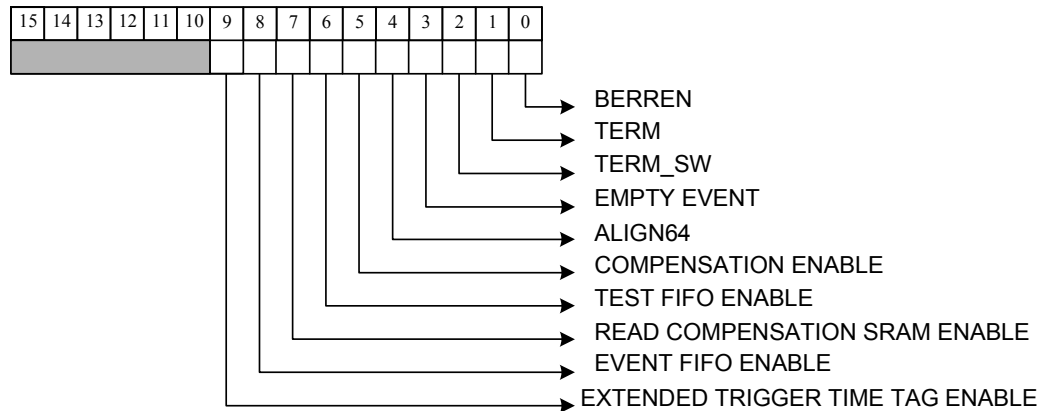 15 14 13 12 11 10 9 8 7 6 5 4 3 2 1 0
BERREN
TERM
TERM_SW
EMPTY EVENT
ALIGN64
COMPENSATION ENABLE
TEST FIFO ENABLE
READ COMPENSATION SRAM ENABLE
EVENT FIFO ENABLE
EXTENDED TRIGGER TIME TAG ENABLE